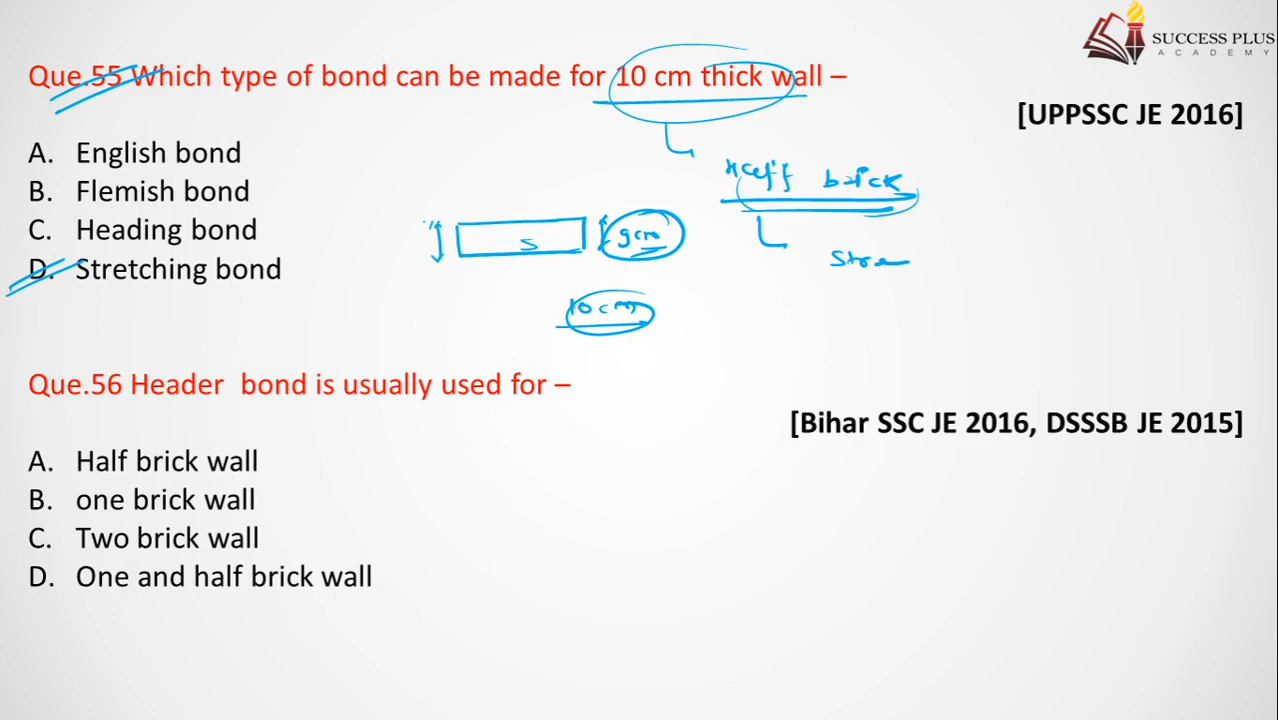 SUCCESS PLUS
ACADEMY
Que.55 Which type of bond can be made for 10 cm thick wall –
[UPPSSC JE 2016]
A. English bond
B. Flemish bond
C. Heading bond
D. Stretching bond
brick
S
9cm
10cm
Que.56 Header bond is usually used for –
[Bihar SSC JE 2016, DSSSB JE 2015]
A. Half brick wall
B. one brick wall
C. Two brick wall
D. One and half brick wall